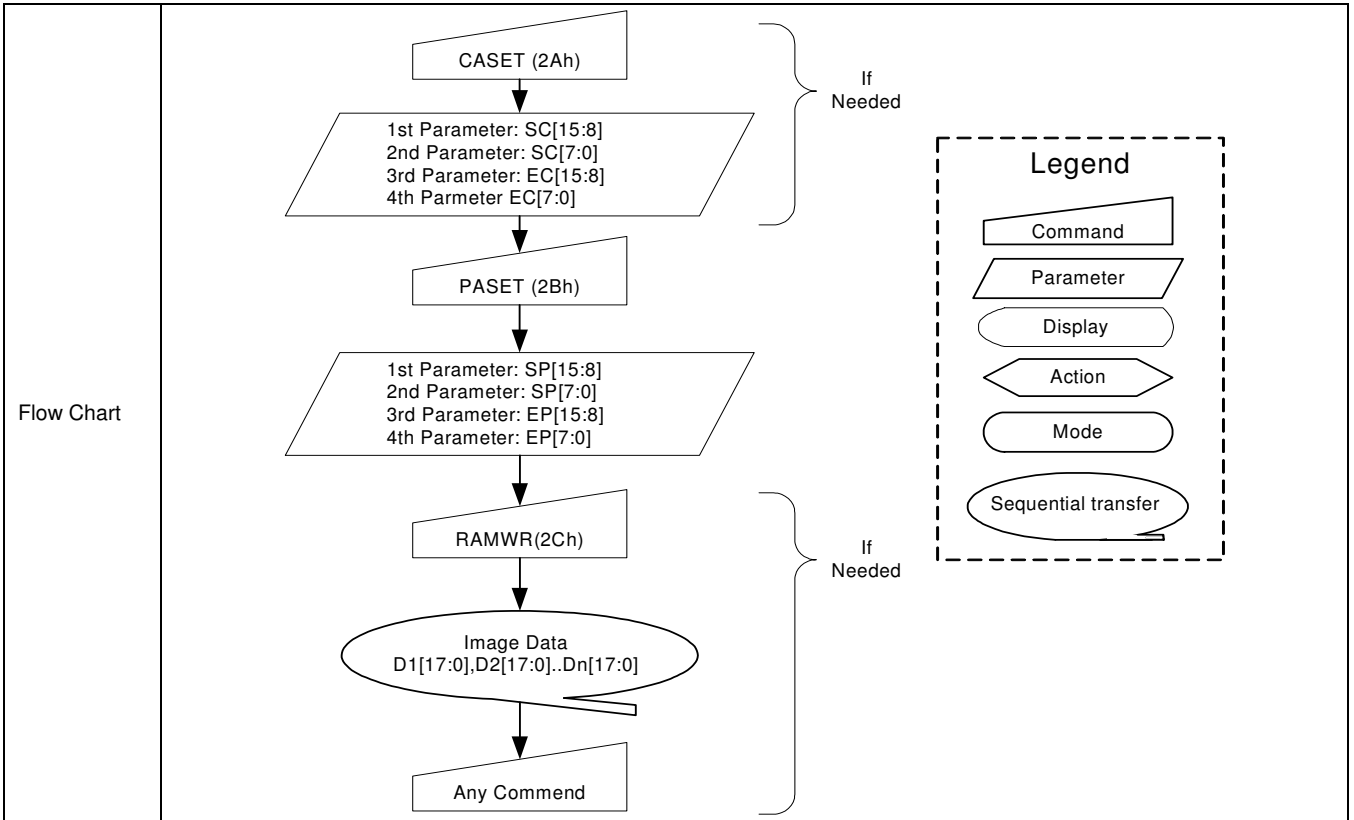 Flow Chart
CASET (2Ah)
1st Parameter: SC[15:8]
2nd Parameter: SC[7:0]
3rd Parameter: EC[15:8]
4th Parmeter EC[7:0]
If
Needed
PASET (2Bh)
1st Parameter: SP[15:8]
2nd Parameter: SP[7:0]
3rd Parameter: EP[15:8]
4th Parameter: EP[7:0]
RAMWR(2Ch)
If
Needed
Image Data
D1[17:0],D2[17:0]..Dn[17:0]
Any Commend
Legend
Command
Parameter
Display
Action
Mode
Sequential transfer